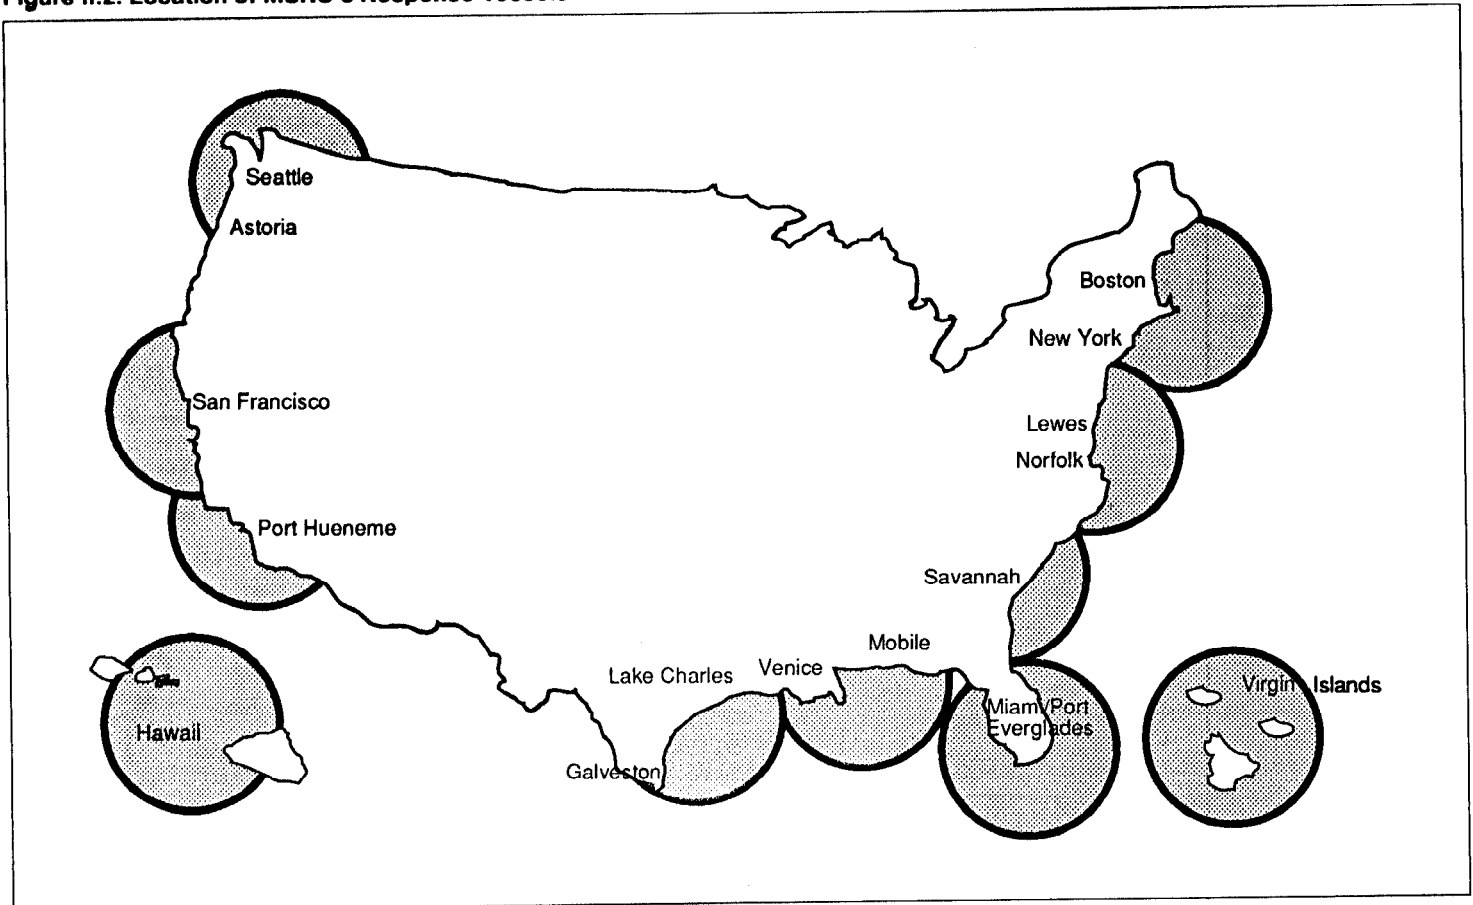 Seattle
Astoria
Boston
New York
San Francisco
Lewes
Norfolk
Port Hueneme
Savannah
Mobile
Lake Charles
Venice
Virgin Islands
Miami/Port
Everglades
Hawaii
Galveston